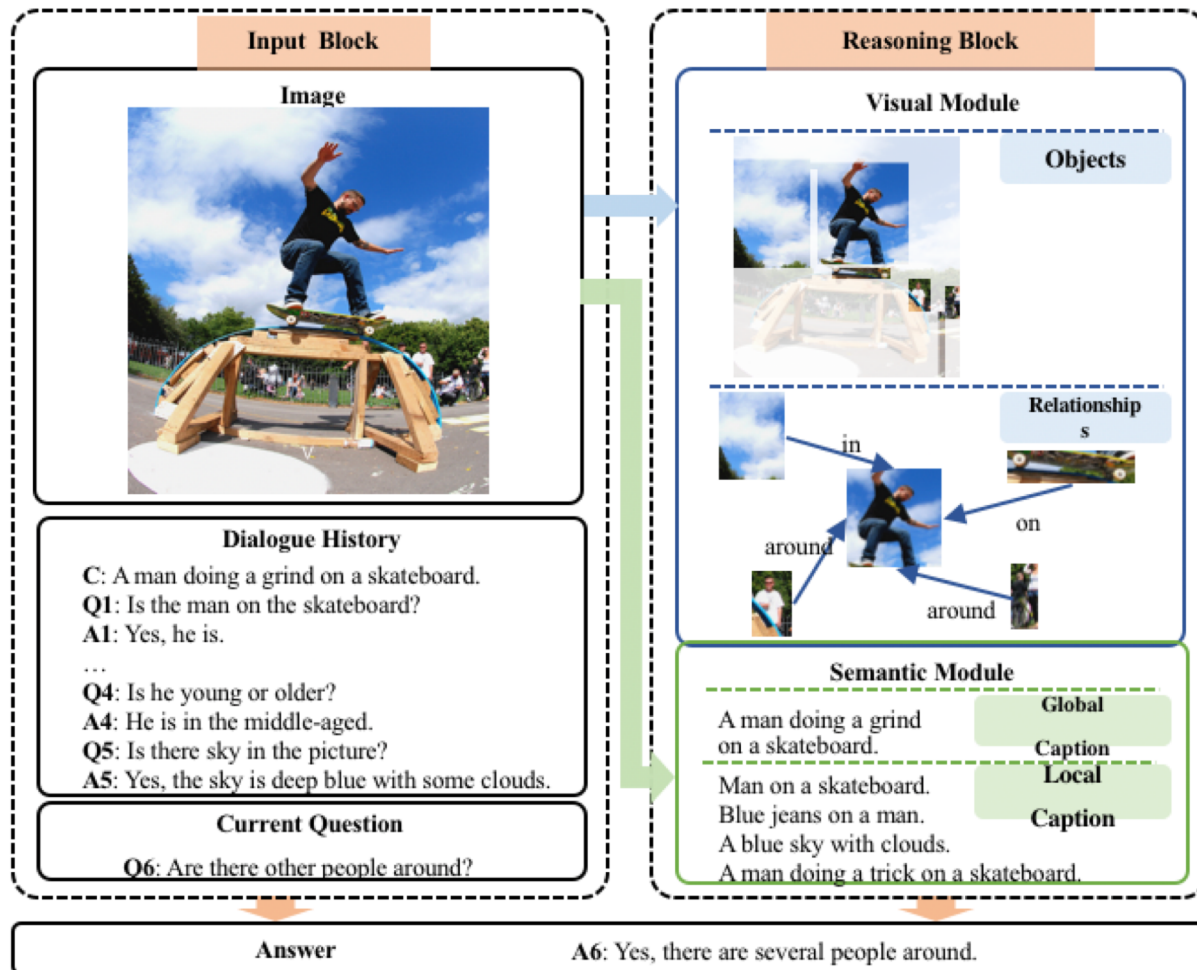 Input Block
Image
Dialogue History
C: A man doing a grind on a skateboard.
Q1: Is the man on the skateboard?
A1: Yes, he is.
…
Q4: Is he young or older?
A4: He is in the middle-aged.
Q5: Is there sky in the picture?
A5: Yes, the sky is deep blue with some clouds.
Current Question
Q6: Are there other people around?
Reasoning Block
Visual Module
Objects
Relationship
s
in
on
around
around
Semantic Module
Global
Caption
A man doing a grind
on a skateboard.
Local
Caption
Man on a skateboard.
Blue jeans on a man.
A blue sky with clouds.
A man doing a trick on a skateboard.
Answer
A6: Yes, there are several people around.